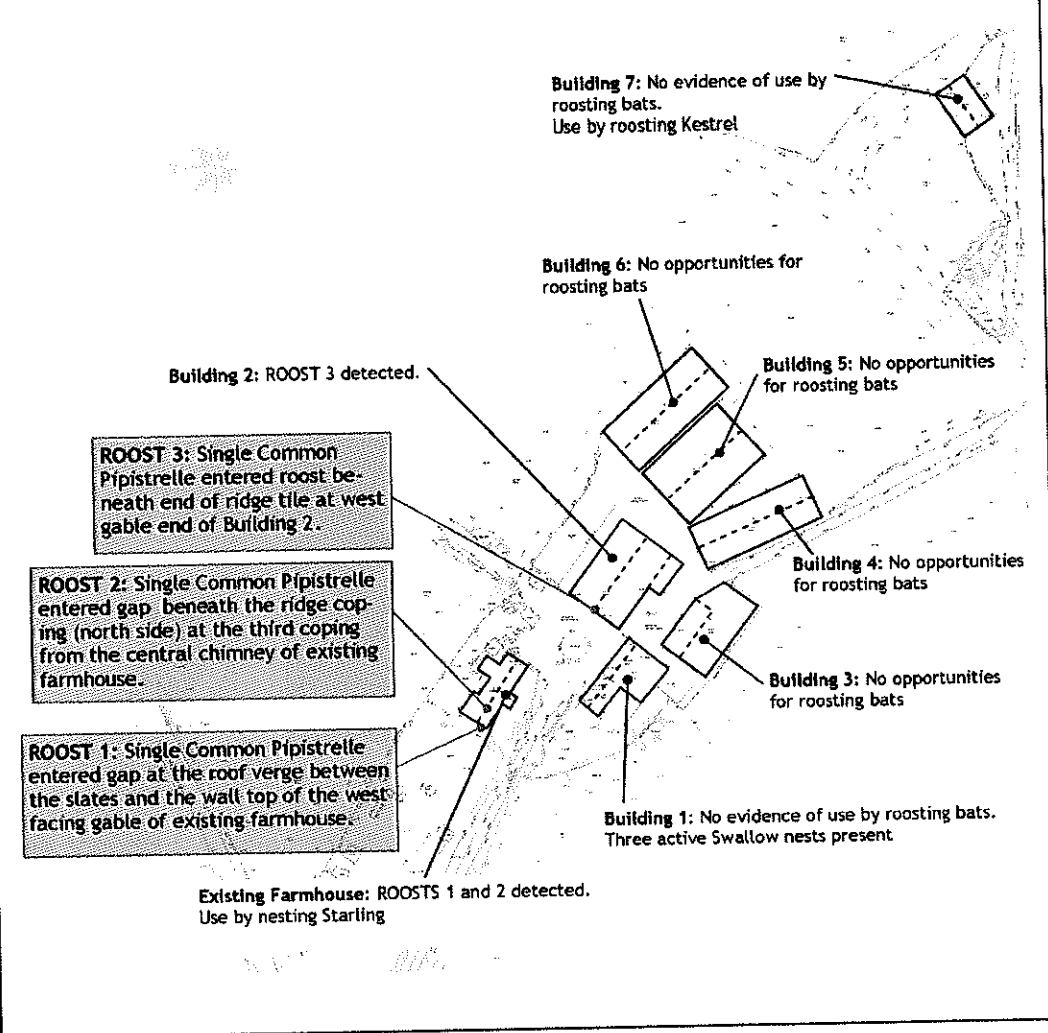 Building 7: No evidence of use by
roosting bats.
Use by roosting Kestrel
Building 6: No opportunities for
roosting bats
Building 5: No opportunities
for roosting bats
Building 2: ROOST 3 detected.
ROOST 3: Single Common
Pipistrelle entered roost be-
neath end of ridge tile at west
gable end of Building 2.
Building 4: No opportunities
for roosting bats
ROOST 2: Single Common Pipistrelle
entered gap beneath the ridge cop-
ing (north side) at the third coping
from the central chimney of existing
farmhouse.
Building 3: No opportunities
for roosting bats
ROOST 1: Single Common Pipistrelle
entered gap at the roof verge between
the slates and the wall top of the west
facing gable of existing farmhouse.
Building 1: No evidence of use by roosting bats.
Three active Swallow nests present
Existing Farmhouse: ROOSTS 1 and 2 detected.
Use by nesting Starling